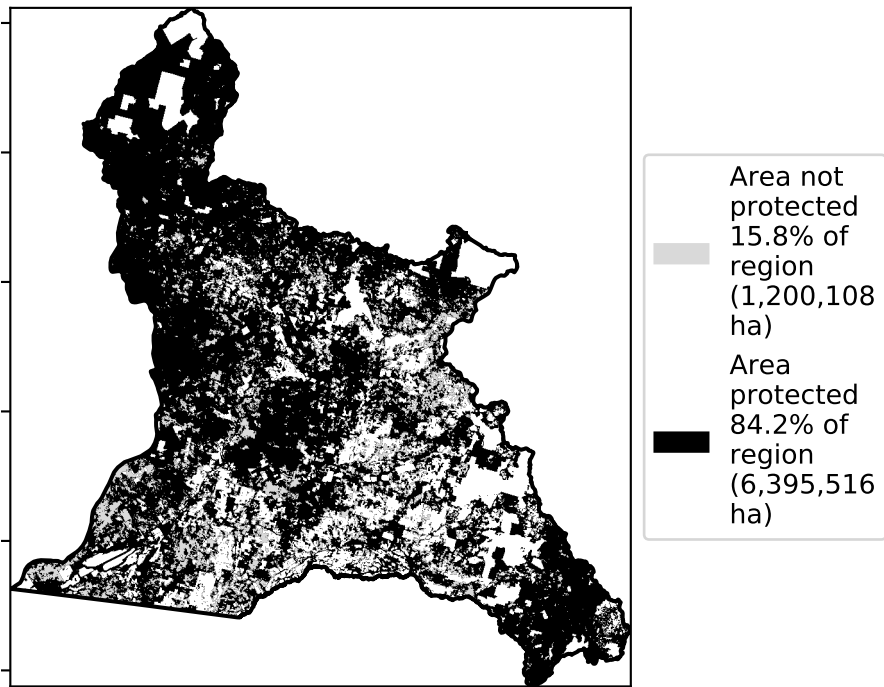 Area not
protected
15.8% of
region
(1,200,108
ha)
Area
protected
84.2% of
region
(6,395,516
ha)